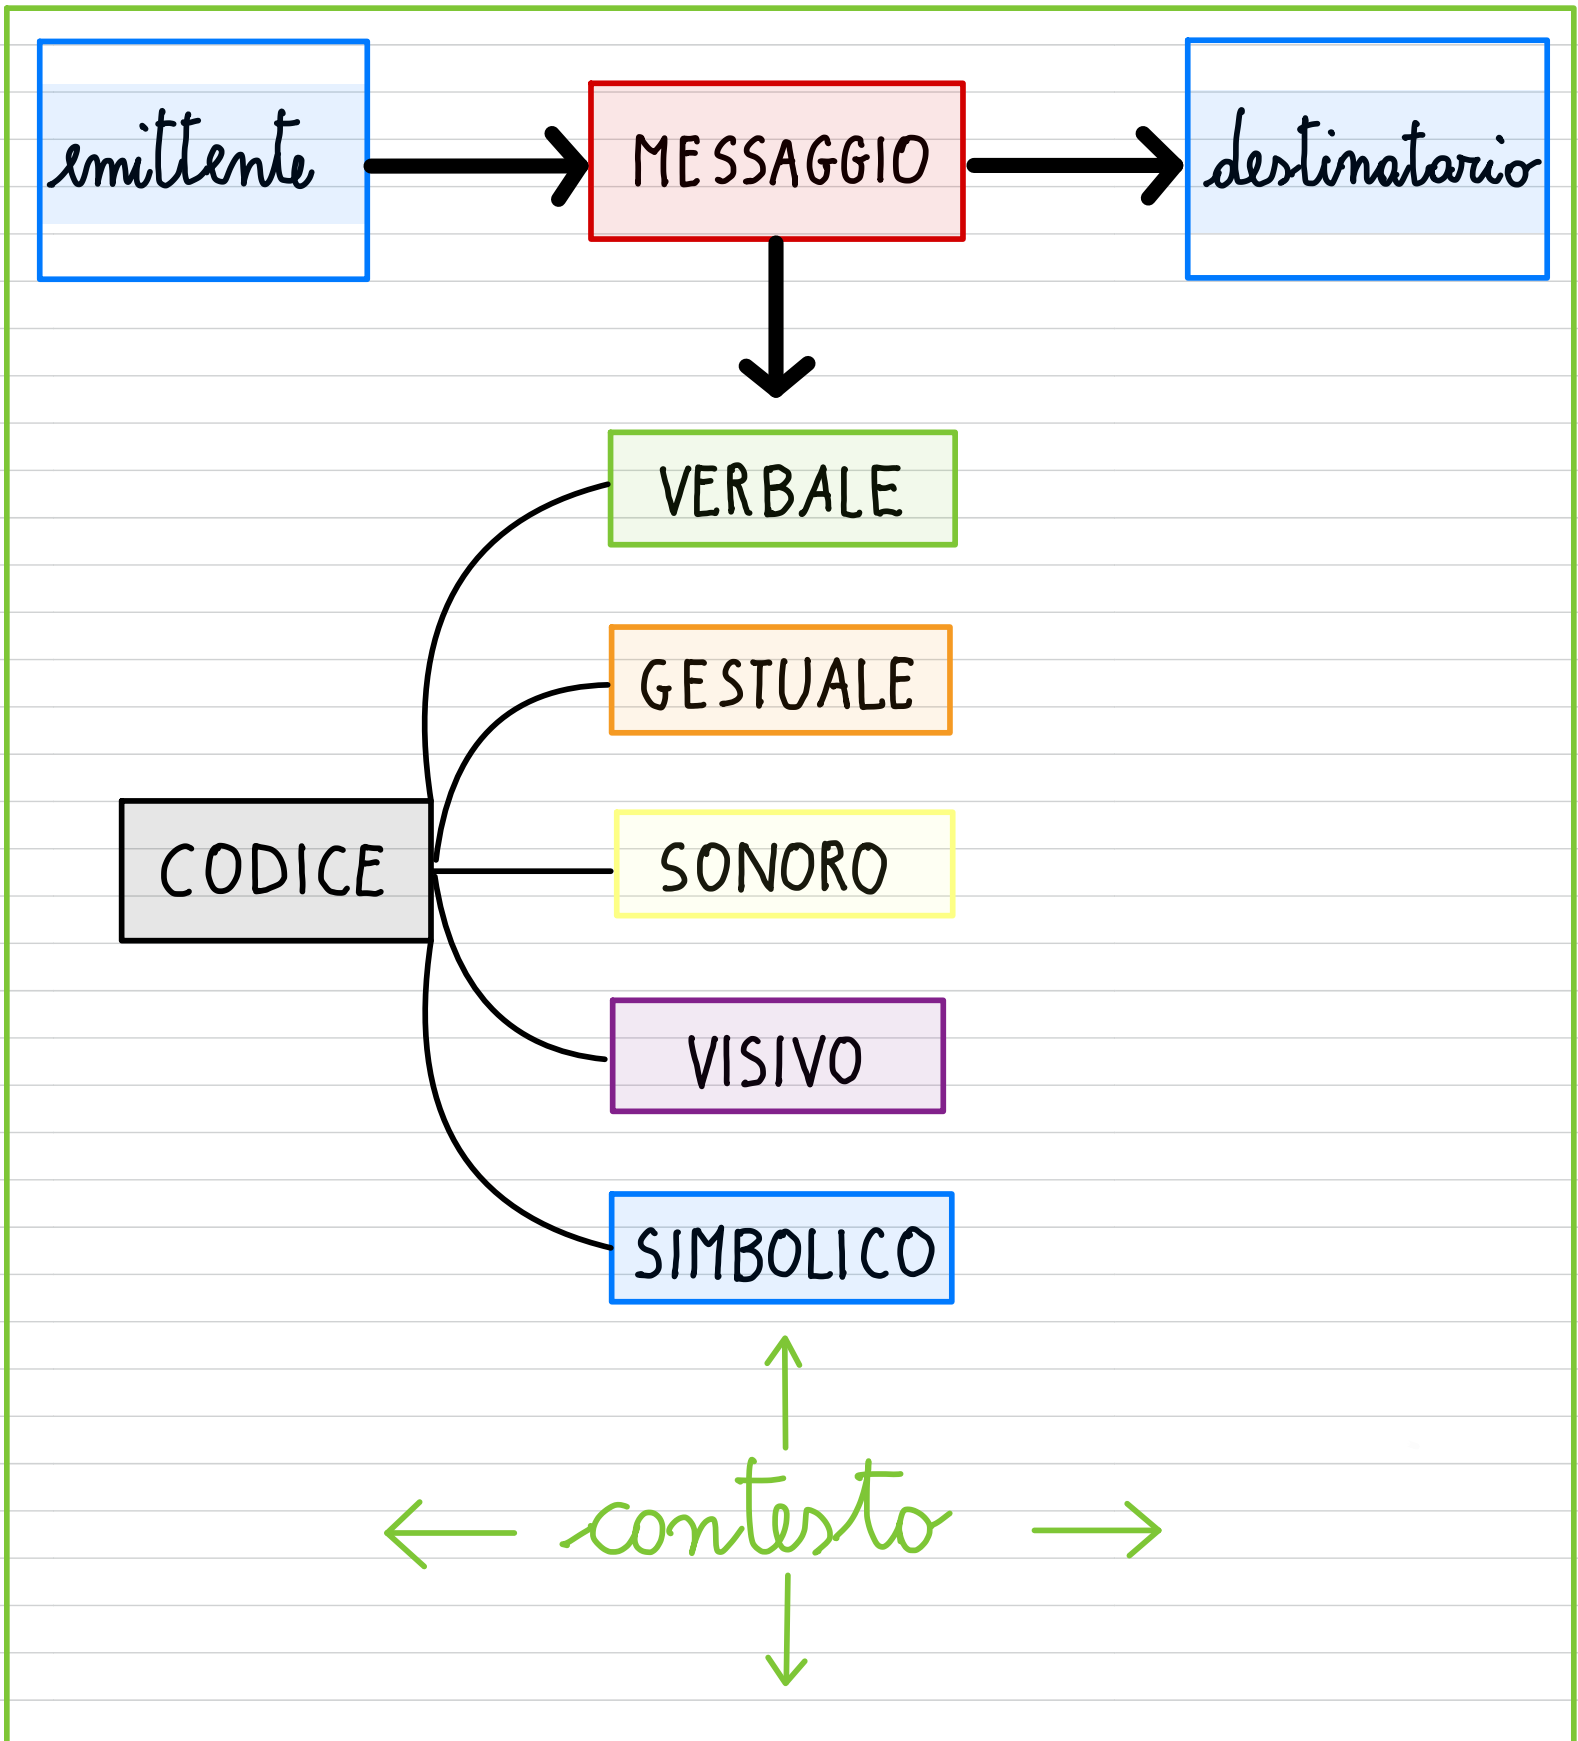 emittente
MESSAGGIO
destinatario
VERBALE
GESTUALE
CODICE
SONORO
VISIVO
SIMBOLICO
contesto